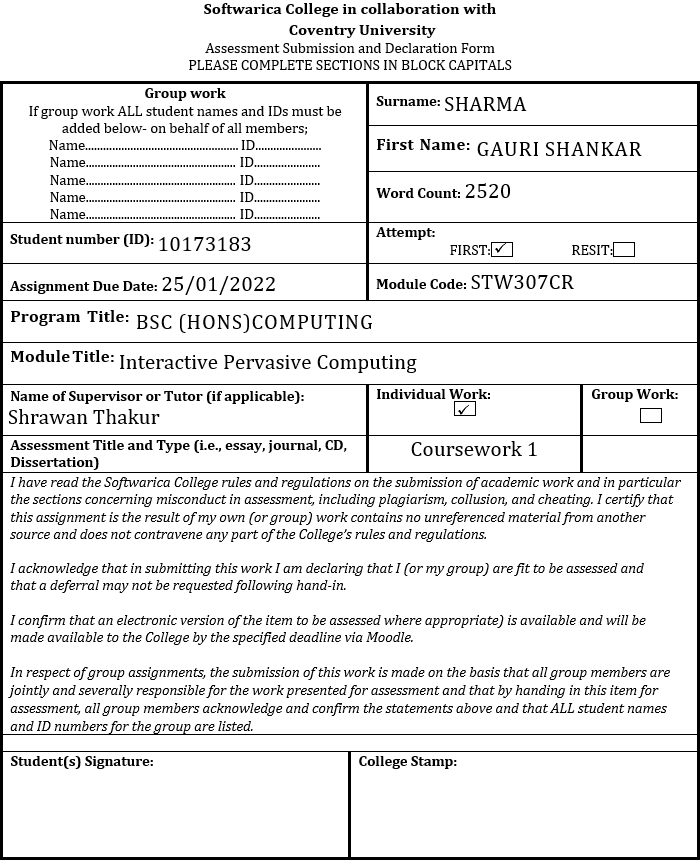 Softwarica College in collaboration with
Coventry University
Assessment Submission and Declaration Form
PLEASE COMPLETE SECTIONS IN BLOCK CAPITALS
Group work
If group work ALL student names and IDs must be
added below- on behalf of all members;
Name.......................................... ID...................
Name.......................................... ID...................
Name.......................................... ID...................
Name.......................................... ID...................
Name.......................................... ID...................
Surname: SHARMA
First Name: GAURI SHANKAR
Word Count: 2520
Student number (ID): 10173183
Attempt:
FIRST: ✓ RESIT:
Assignment Due Date: 25/01/2022
Module Code: STW307CR
Program Title: BSC (HONS)COMPUTING
Module Title: Interactive Pervasive Computing
Name of Supervisor or Tutor (if applicable):
Shrawan Thakur
Individual Work:
✓
Group Work:
Assessment Title and Type (i.e., essay, journal, CD,
Dissertation)
Coursework 1
I have read the Softwarica College rules and regulations on the submission of academic work and in particular
the sections concerning misconduct in assessment, including plagiarism, collusion, and cheating. I certify that
this assignment is the result of my own (or group) work contains no unreferenced material from another
source and does not contravene any part of the College's rules and regulations.
I acknowledge that in submitting this work I am declaring that I (or my group) are fit to be assessed and
that a deferral may not be requested following hand-in.
I confirm that an electronic version of the item to be assessed where appropriate) is available and will be
made available to the College by the specified deadline via Moodle.
In respect of group assignments, the submission of this work is made on the basis that all group members are
jointly and severally responsible for the work presented for assessment and that by handing in this item for
assessment, all group members acknowledge and confirm the statements above and that ALL student names
and ID numbers for the group are listed.
Student(s) Signature:
College Stamp: